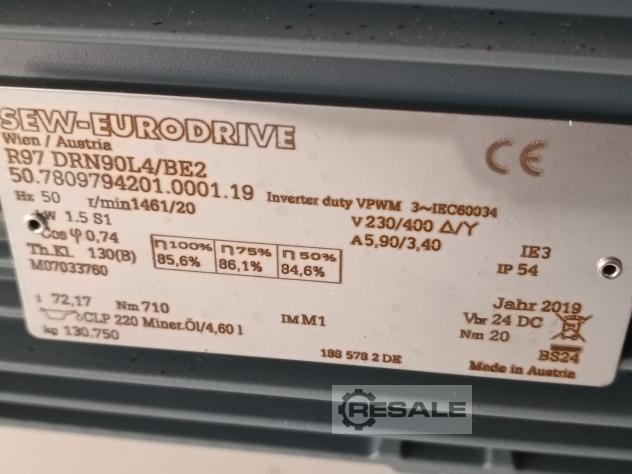 SEW-EURODRIVE
Wien / Austria
R97 DRN90L4/BE2
50.7809794201.0001.19 Inverter duty VPWM 3~IEC60034
Hz 50 r/min1461/20 V 230/400 Δ/Y
kW 1.5 S1 A 5,90/3,40 IE3
Cos φ 0,74 η 100% η 75% η 50%
Th.Kl. 130(B) 85,6% 86,1% 84,6% IP 54
M07033760
i 72,17 Nm 710 Jahr 2019
CLP 220 Miner.Öl/4,60 l IM M1 Vbr 24 DC
kg 130.750 Nm 20
188 578 2 DE BS24
Made in Austria
CE
RESALE